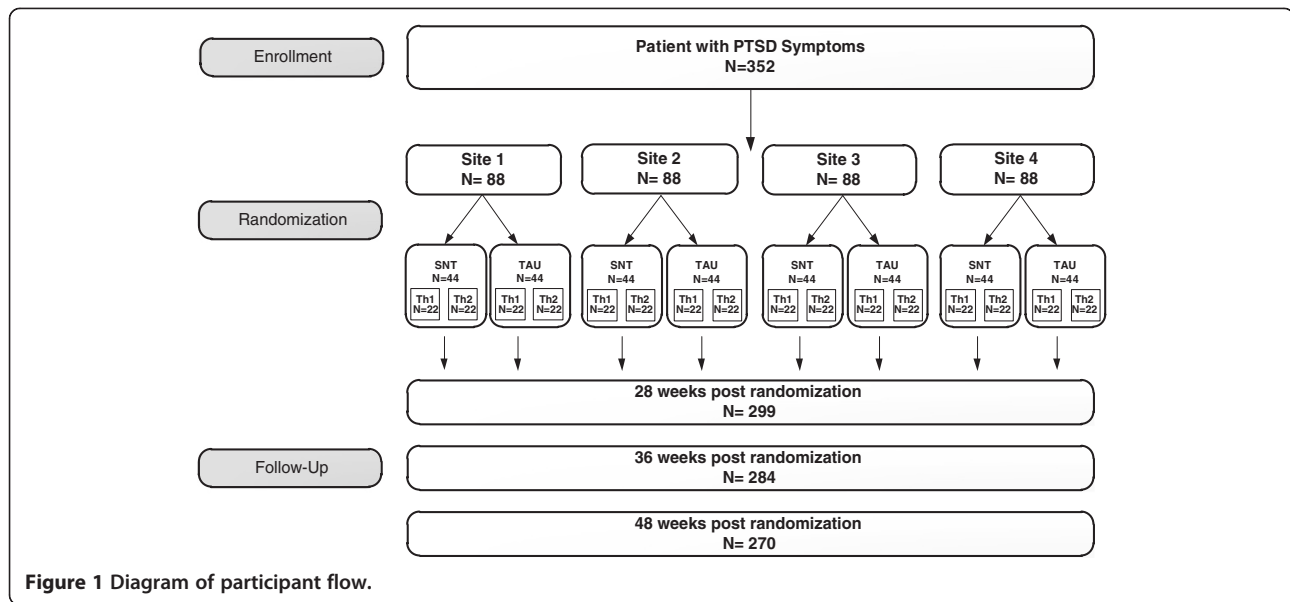 Enrollment
Patient with PTSD Symptoms
N=352
Site 1
N= 88
Site 2
N= 88
Site 3
N= 88
Site 4
N= 88
Randomization
SNT
N=44
Th1
N=22
Th2
N=22
TAU
N=44
Th1
N=22
Th2
N=22
SNT
N=44
Th1
N=22
Th2
N=22
TAU
N=44
Th1
N=22
Th2
N=22
SNT
N=44
Th1
N=22
Th2
N=22
TAU
N=44
Th1
N=22
Th2
N=22
SNT
N=44
Th1
N=22
Th2
N=22
TAU
N=44
Th1
N=22
Th2
N=22
28 weeks post randomization
N= 299
Follow-Up
36 weeks post randomization
N= 284
48 weeks post randomization
N= 270
Figure 1 Diagram of participant flow.